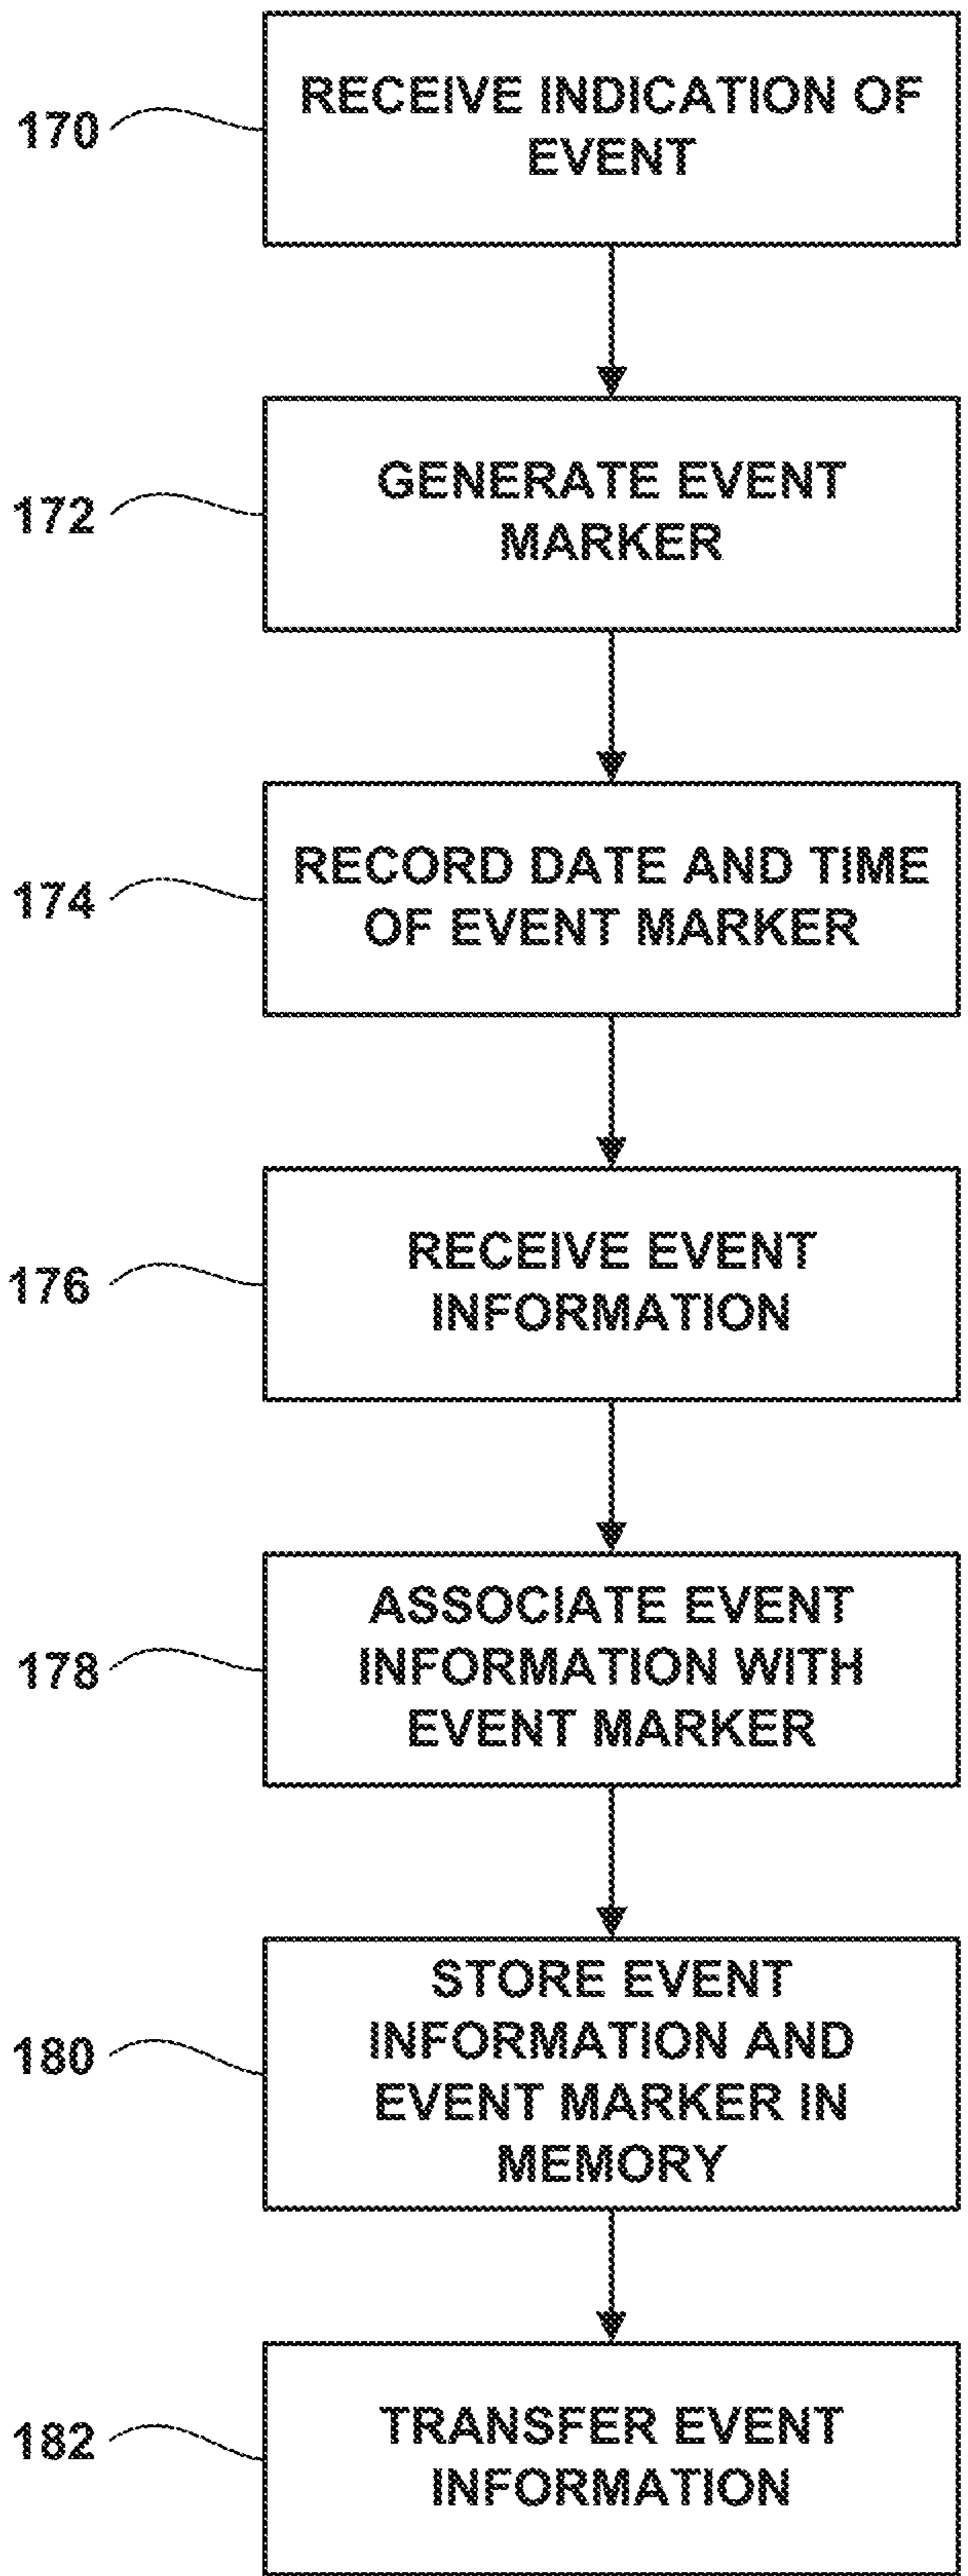 170
RECEIVE INDICATION OF
EVENT
172
GENERATE EVENT
MARKER
174
RECORD DATE AND TIME
OF EVENT MARKER
176
RECEIVE EVENT
INFORMATION
178
ASSOCIATE EVENT
INFORMATION WITH
EVENT MARKER
180
STORE EVENT
INFORMATION AND
EVENT MARKER IN
MEMORY
182
TRANSFER EVENT
INFORMATION